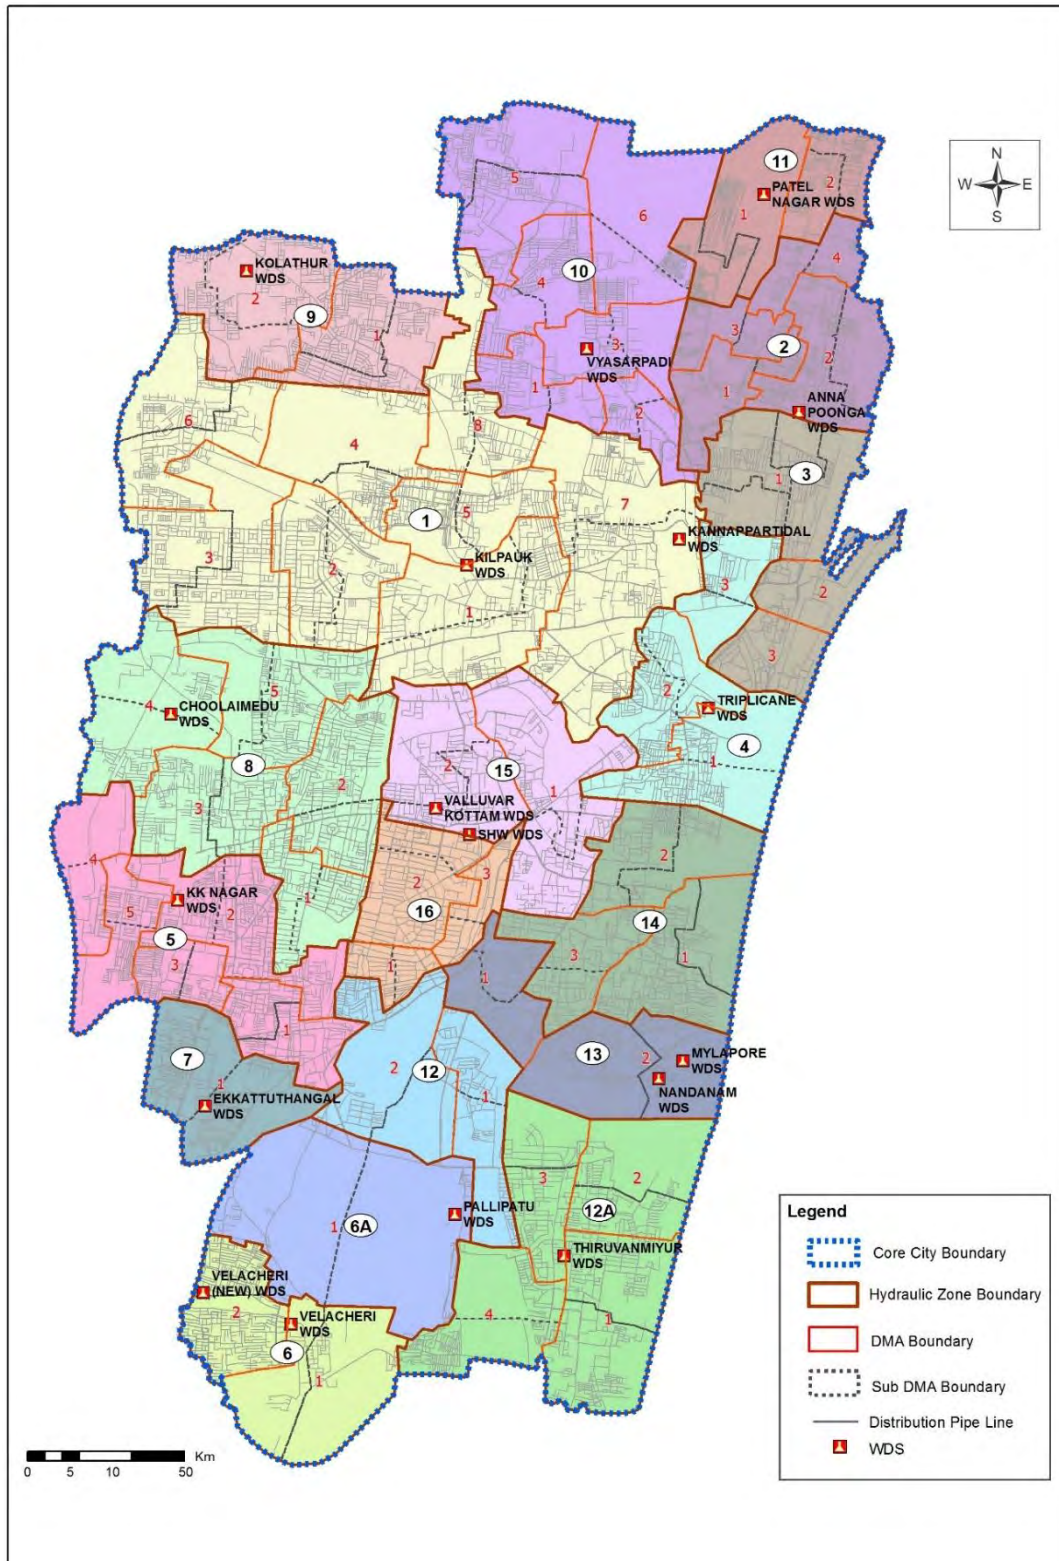 N
W E
S
11
PATEL
NAGAR WDS
2
1
5
6
10
4
4
KOLATHUR
WDS
2
9
1
3
2
3
VYASARPADI
WDS
2
1
1
2
ANNA
POONGA
WDS
6
4
8
3
1
7
5
1
KANNAPPARTIDAL
WDS
3
2
KILPAUK
WDS
1
3
2
3
2
5
4
CHOOLAIMEDU
WDS
TRIPLICANE
WDS
4
1
8
15
2
2
1
3
VALLUVAR
KOTTAM WDS
SHW WDS
2
4
3
2
KK NAGAR
WDS
5
2
1
16
14
5
3
3
1
1
1
1
7
13
2
MYLAPORE
WDS
2
12
1
NANDANAM
WDS
1
EKKATTUTHANGAL
WDS
3
2
PALLIPATU
WDS
12A
6A
1
THIRUVANMIYUR
WDS
VELACHERI
(NEW) WDS
2
VELACHERI
WDS
4
1
6
1
Legend
Core City Boundary
Hydraulic Zone Boundary
DMA Boundary
Sub DMA Boundary
Distribution Pipe Line
WDS
Km
0 5 10 50